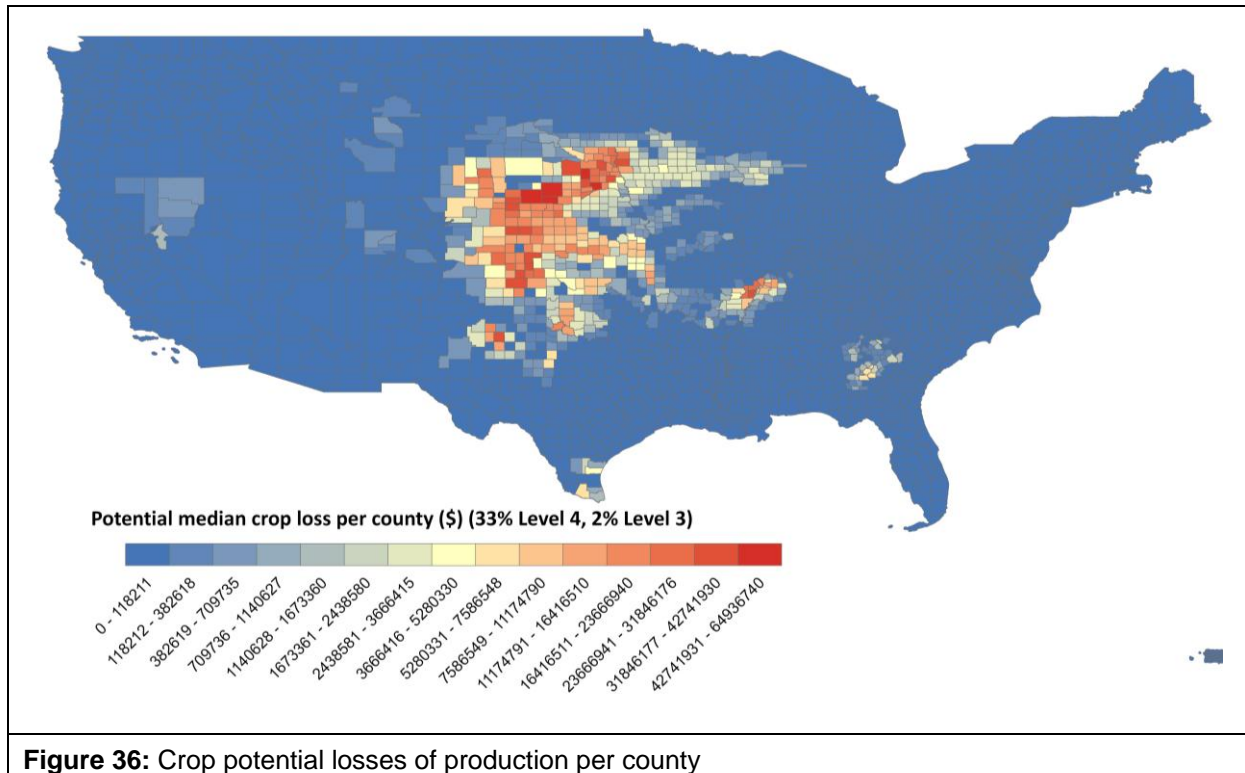 Potential median crop loss per county ($) (33% Level 4, 2% Level 3)
0 - 118211
118212 - 382618
382619 - 709735
709736 - 1140627
1140628 - 1673360
1673361 - 2438580
2438581 - 3666415
3666416 - 5280330
5280331 - 7586548
7586549 - 11174790
11174791 - 16416510
16416511 - 23666940
23666941 - 31846176
31846177 - 42741930
42741931 - 64936740
Figure 36: Crop potential losses of production per county